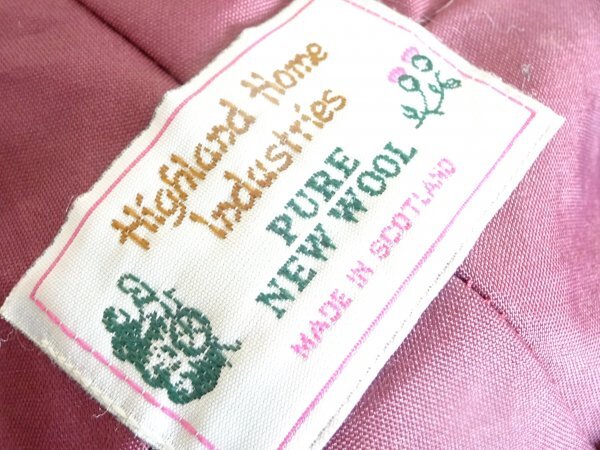 Highland Home
Industries
PURE
NEW WOOL
MADE IN SCOTLAND